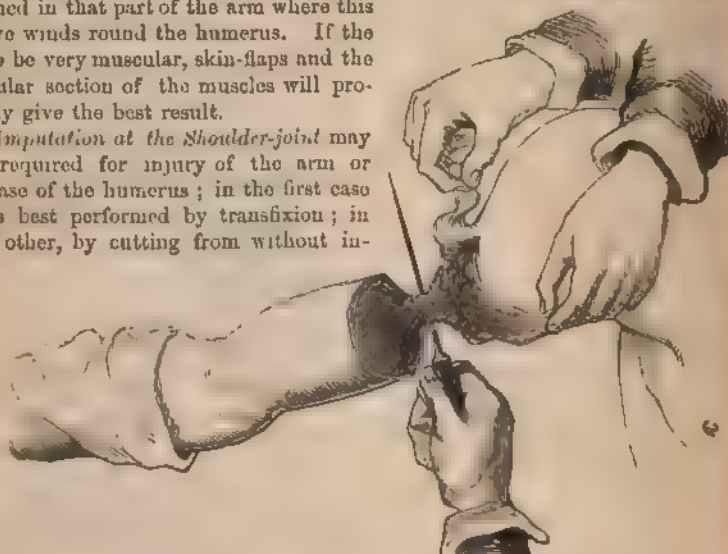 ned in that part of the arm where this
e winds round the humerus. If the
be very muscular, skin-flaps and the
ular section of the muscles will pro-
y give the best result.
Amputation at the Shoulder-joint may
required for injury of the arm or
ase of the humerus ; in the first case
s best performed by transfixion ; in
other, by cutting from without in-